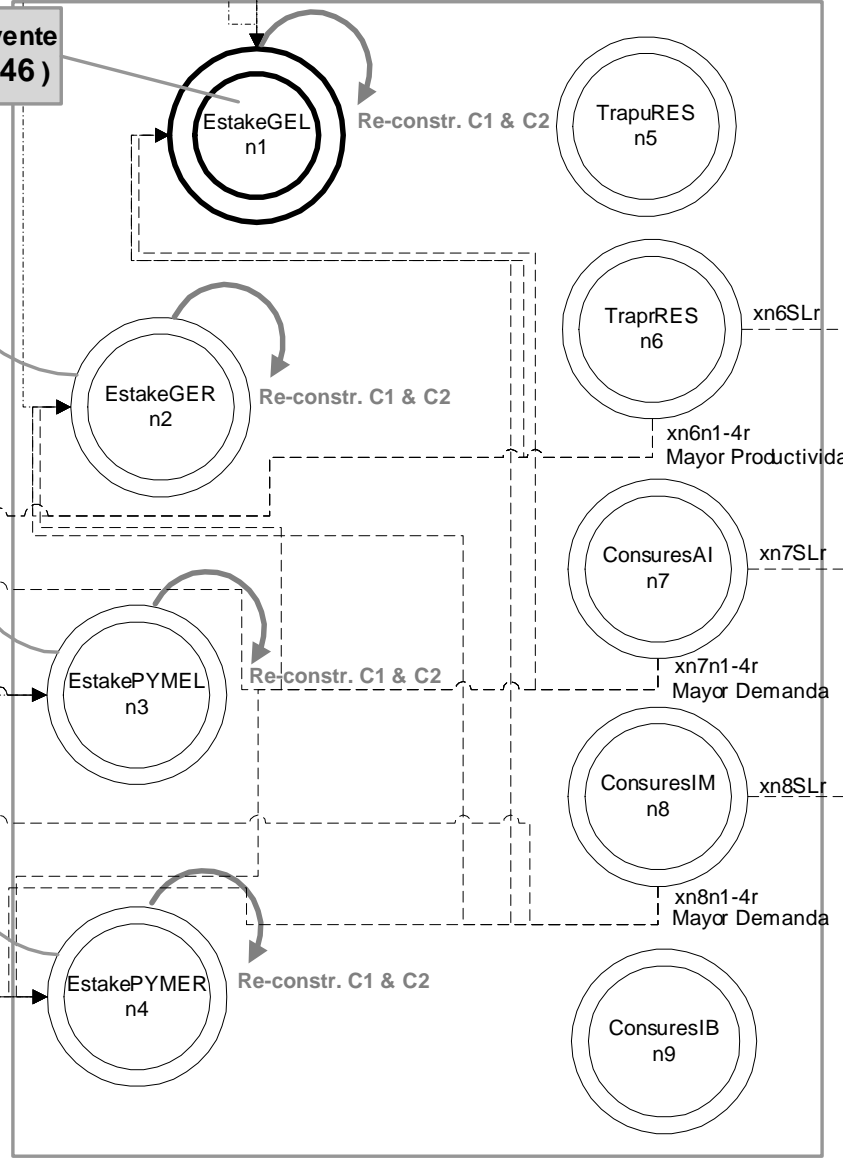 vente
46 )
EstakeGEL
n1
Re-constr. C1 & C2
TrapuRES
n5
TraprRES
n6
xn6SLr
EstakeGER
n2
Re-constr. C1 & C2
xn6n1-4r
Mayor Productivida
ConsuresAI
n7
xn7SLr
xn7n1-4r
Mayor Demanda
EstakePYMEL
n3
Re-constr. C1 & C2
ConsuresIM
n8
xn8SLr
xn8n1-4r
Mayor Demanda
EstakePYMER
n4
Re-constr. C1 & C2
ConsuresIB
n9